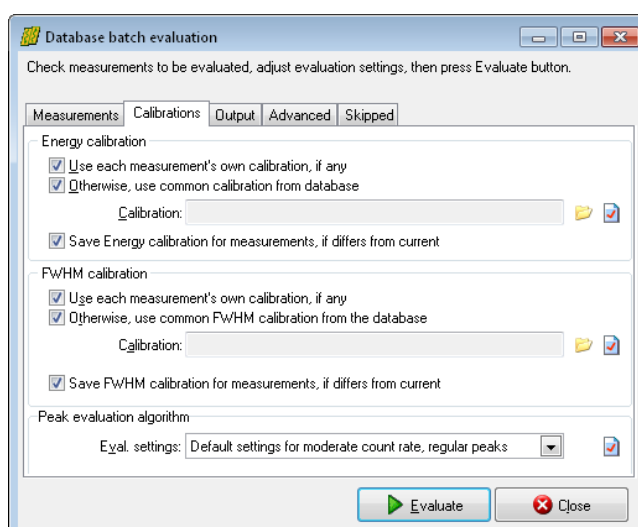 Database batch evaluation
Check measurements to be evaluated, adjust evaluation settings, then press Evaluate button.
Measurements Calibrations Output Advanced Skipped
Energy calibration
Use each measurement's own calibration, if any
Otherwise, use common calibration from database
Calibration:
Save Energy calibration for measurements, if differs from current
FWHM calibration
Use each measurement's own calibration, if any
Otherwise, use common FWHM calibration from the database
Calibration:
Save FWHM calibration for measurements, if differs from current
Peak evaluation algorithm
Eval. settings: Default settings for moderate count rate, regular peaks
Evaluate Close